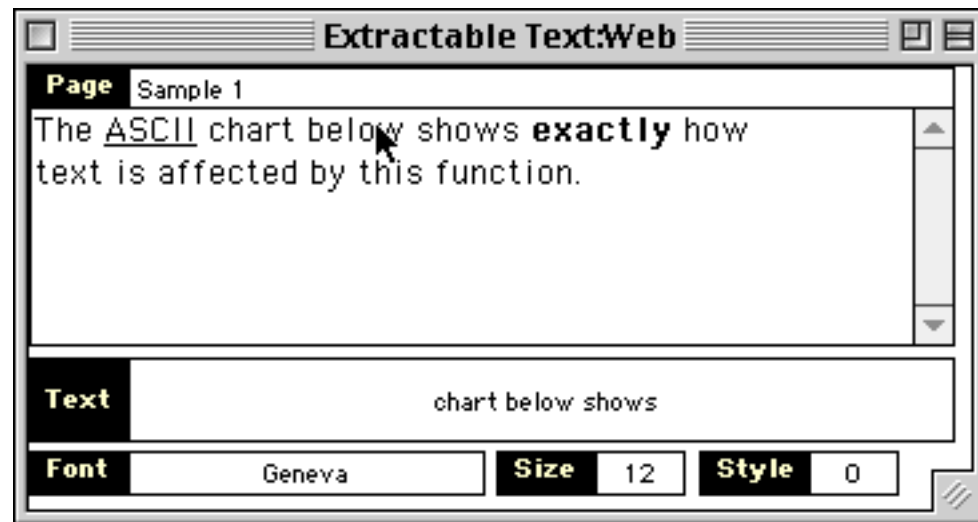 Extractable Text:Web
Page Sample 1
The ASCII chart below shows exactly how
text is affected by this function.
Text chart below shows
Font Geneva Size 12 Style 0